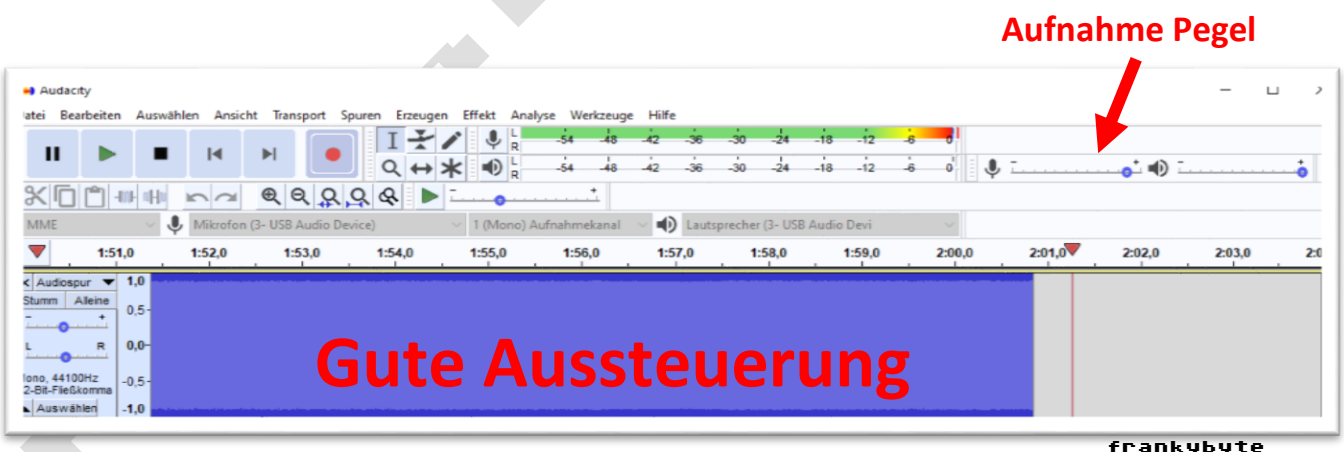 Aufnahme Pegel
Audacity
atei Bearbeiten Auswählen Ansicht Transport Spuren Erzeugen Effekt Analyse Werkzeuge Hilfe
L -54 -48 -42 -36 -30 -24 -18 -12 -6 0
R
- +
L -54 -48 -42 -36 -30 -24 -18 -12 -6 0
R
- +
- +
MME Mikrofon (3- USB Audio Device) 1 (Mono) Aufnahmekanal Lautsprecher (3- USB Audio Devi
1:51,0 1:52,0 1:53,0 1:54,0 1:55,0 1:56,0 1:57,0 1:58,0 1:59,0 2:00,0 2:01,0 2:02,0 2:03,0 2:0
Audiospur 1,0
Stumm Alleine
0,5
- +
L R 0,0
Gute Aussteuerung
ono, 44100Hz
2-Bit-Fließkomma
-0,5
Auswählen -1,0
frankybyte